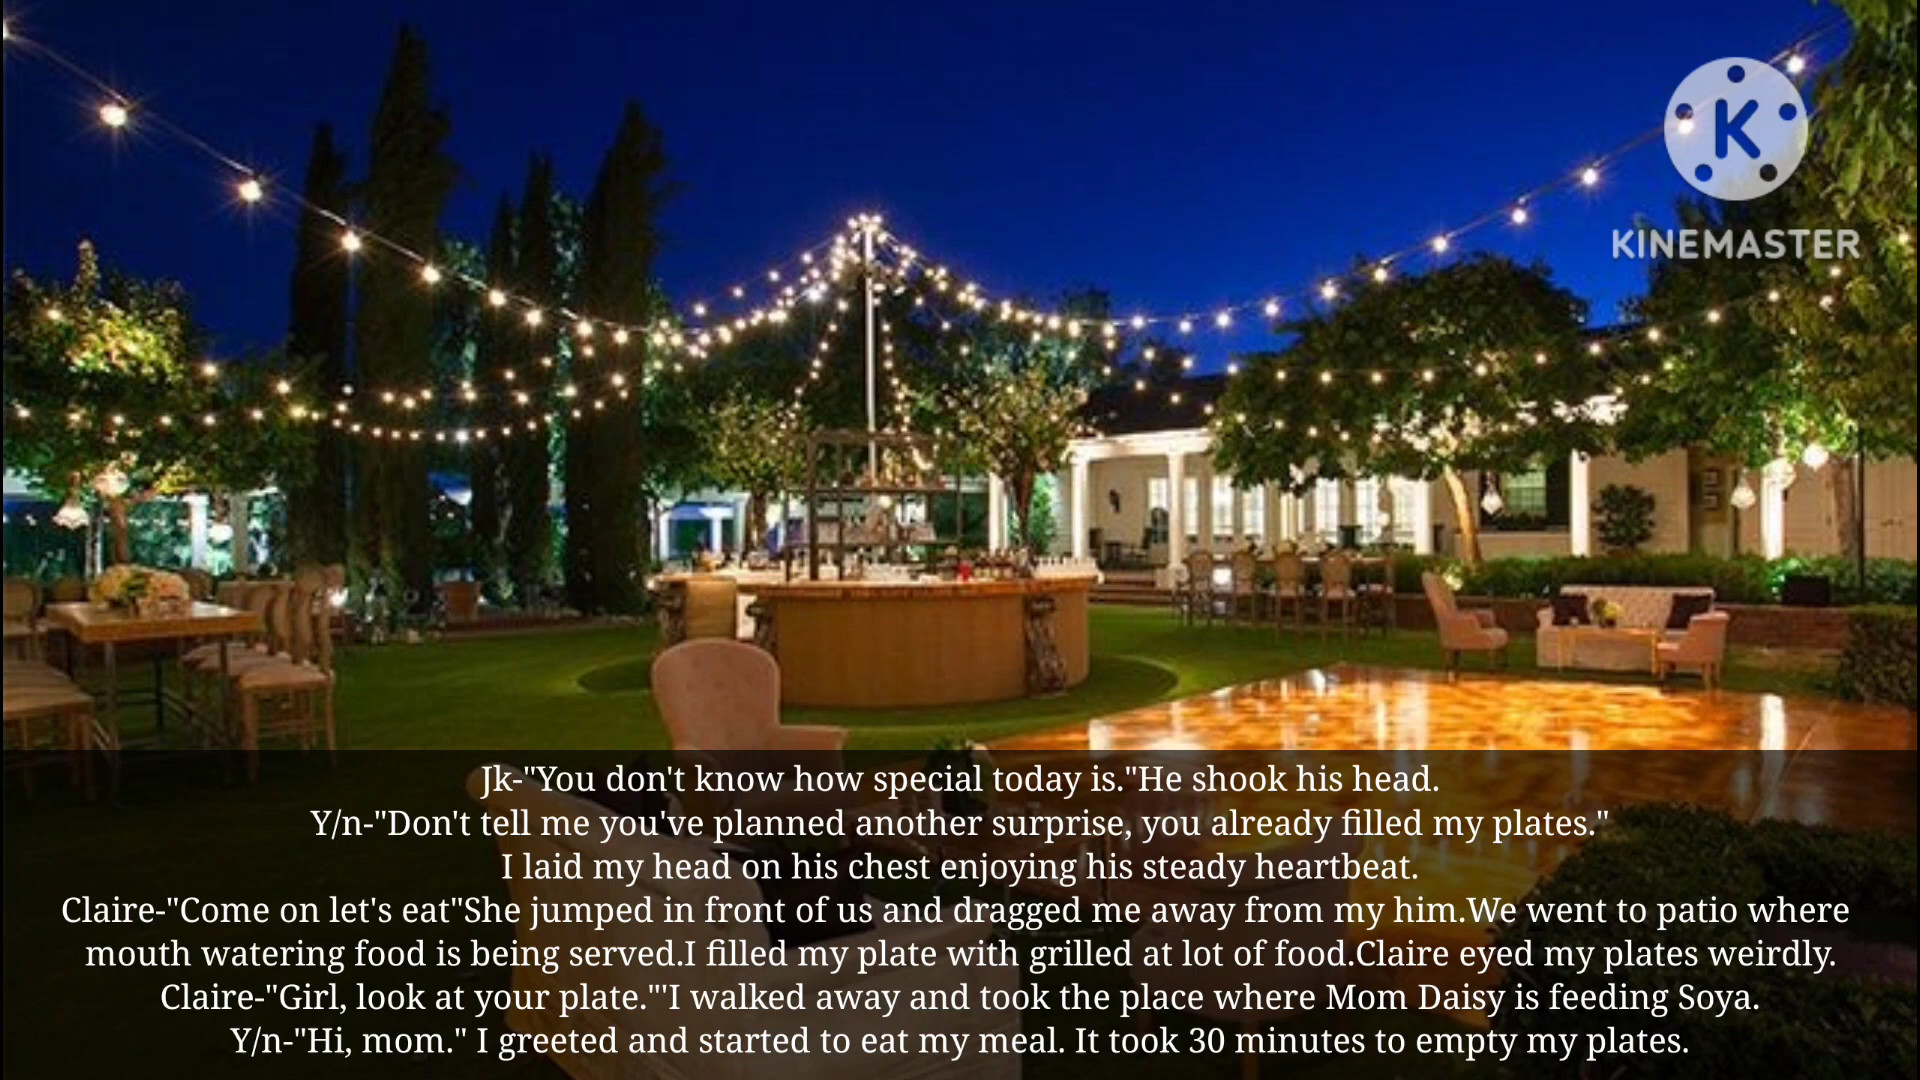 K
KINEMASTER
Jk-"You don't know how special today is."He shook his head.
Y/n-"Don't tell me you've planned another surprise, you already filled my plates."
I laid my head on his chest enjoying his steady heartbeat.
Claire-"Come on let's eat"She jumped in front of us and dragged me away from my him.We went to patio where
mouth watering food is being served.I filled my plate with grilled at lot of food.Claire eyed my plates weirdly.
Claire-"Girl, look at your plate."'I walked away and took the place where Mom Daisy is feeding Soya.
Y/n-"Hi, mom." I greeted and started to eat my meal. It took 30 minutes to empty my plates.